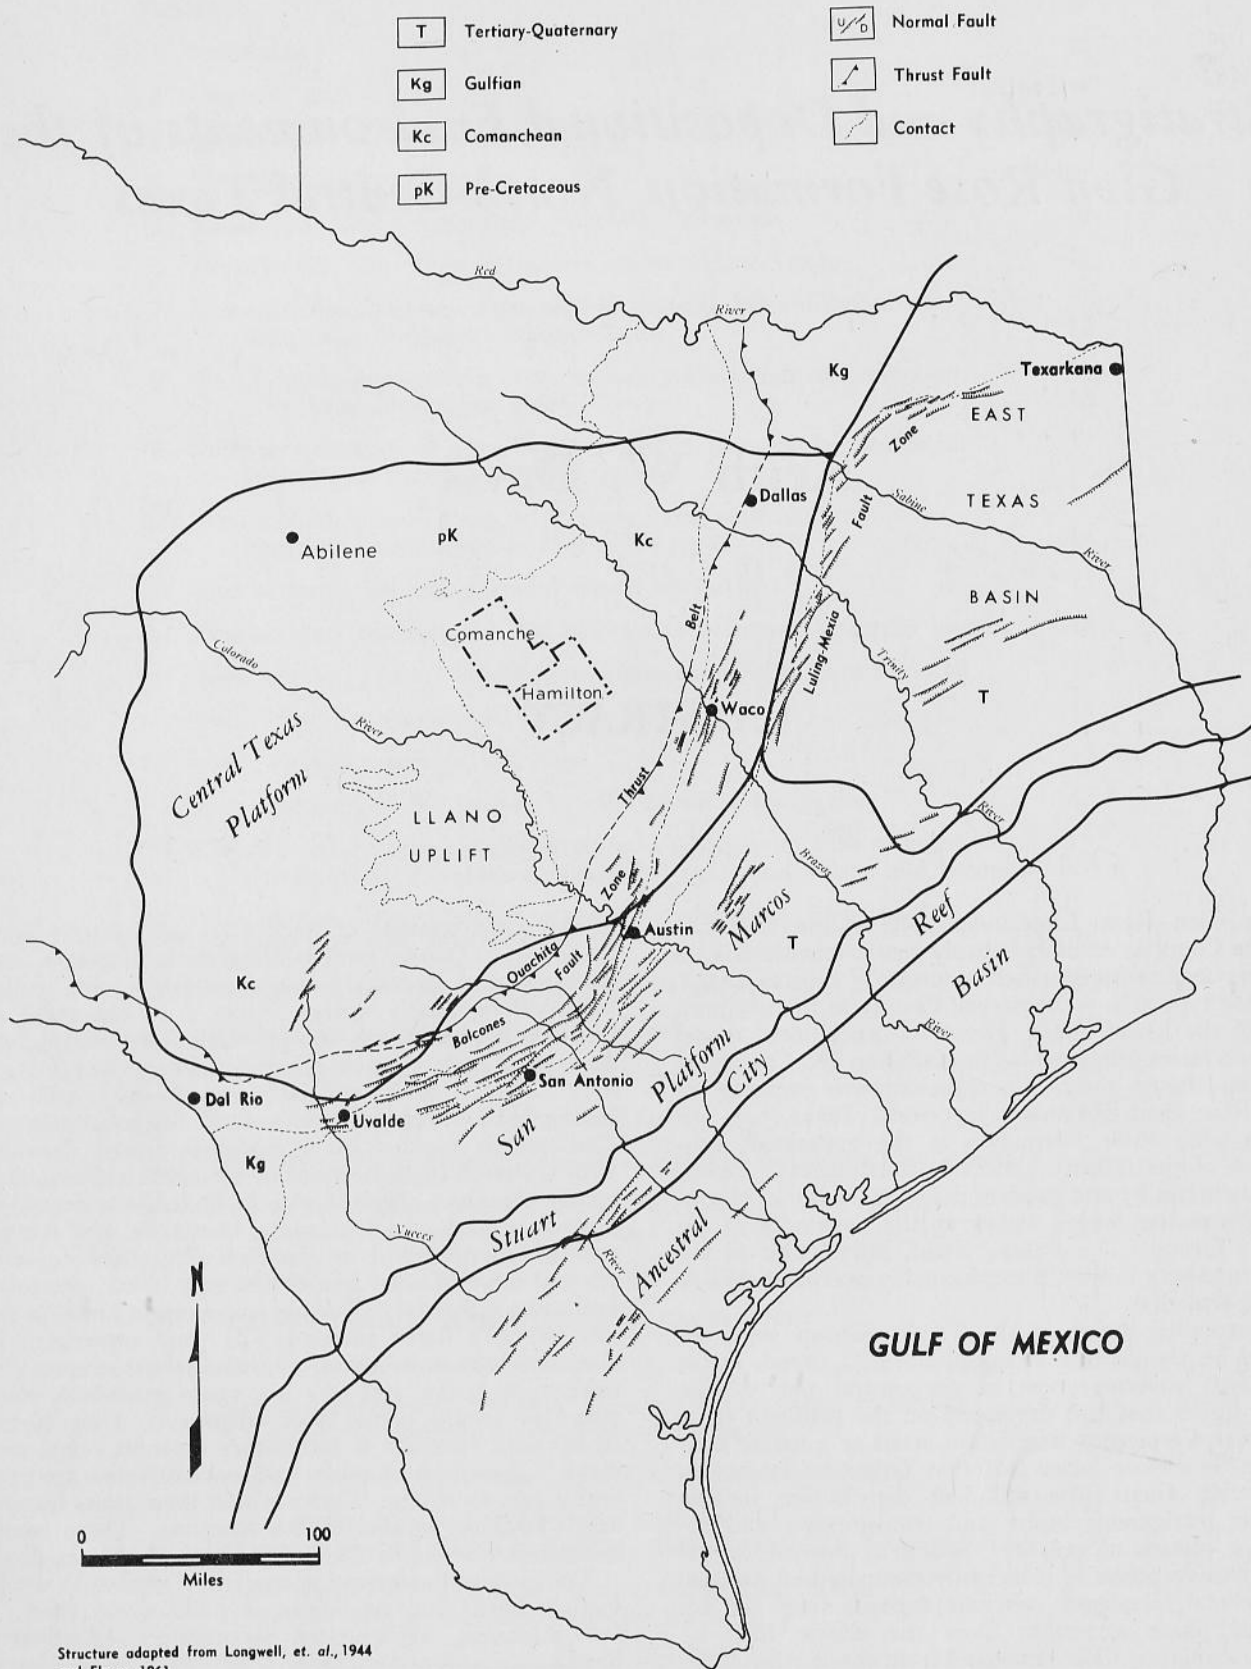 T Tertiary-Quaternary
Kg Gulfian
Kc Comanchean
pK Pre-Cretaceous
U/D Normal Fault
Thrust Fault
Contact
Red
River
Kg
Texarkana
EAST
Zone
Dallas
Sabine
TEXAS
Fault
Abilene
pK
Kc
River
BASIN
Belt
Comanche
Luling-Mexia
Colorado
Trinity
Hamilton
T
Waco
River
Central Texas
Platform
Thrust
LLANO
UPLIFT
River
Brazos
Zone
Marcos
Reef
Austin
T
Ouachita
Fault
Basin
Kc
Balcones
River
Platform
City
San Antonio
Del Rio
Uvalde
San
Kg
Nueces
Stuart
Ancestral
River
N
GULF OF MEXICO
0 100
Miles
Structure adapted from Longwell, et. al., 1944